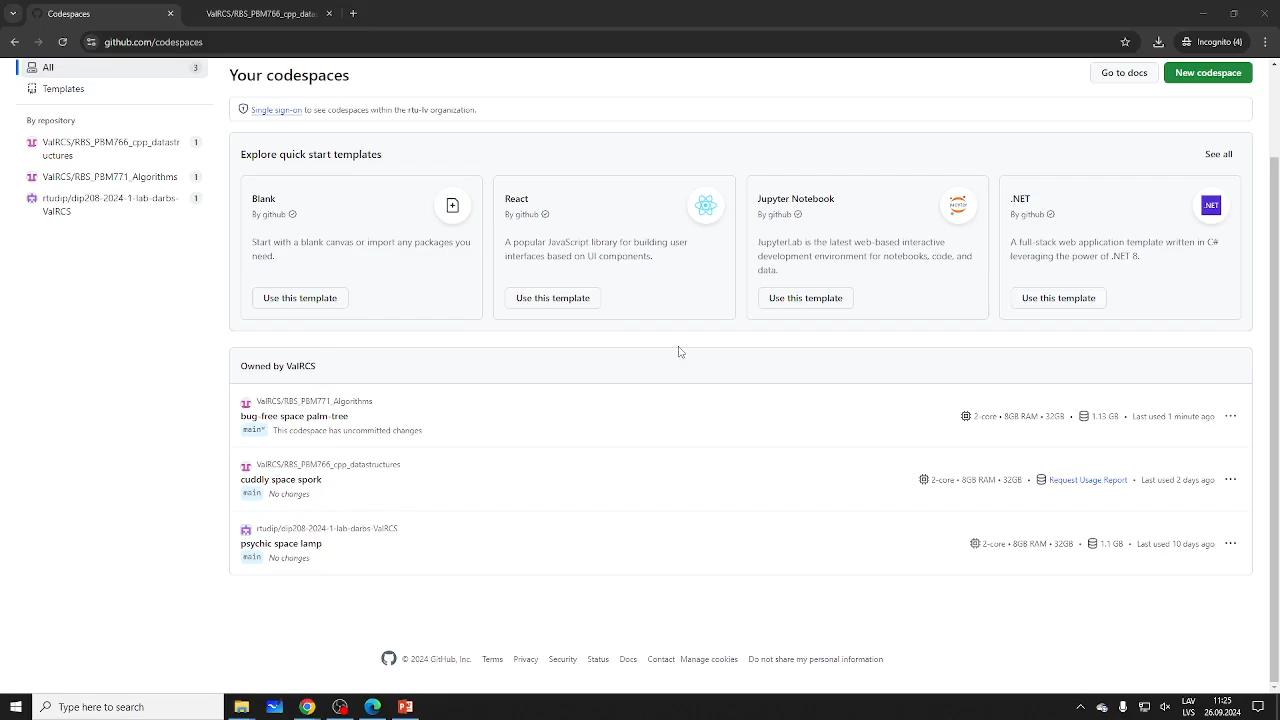 Codespaces
ValRCS/RBS_PBM766_cpp_datas
github.com/codespaces
Incognito (4)
All 3
Templates
By repository
ValRCS/RBS_PBM766_cpp_datastr
uctures 1
ValRCS/RBS_PBM771_Algorithms 1
rtudip/dip208-2024-1-lab-darbs-
ValRCS 1
Your codespaces
Go to docs
New codespace
Single sign-on to see codespaces within the rtu-lv organization.
Explore quick start templates
See all
Blank
By github
Start with a blank canvas or import any packages you
need.
Use this template
React
By github
A popular JavaScript library for building user
interfaces based on UI components.
Use this template
Jupyter Notebook
By github
JupyterLab is the latest web-based interactive
development environment for notebooks, code, and
data.
Use this template
.NET
By github
.NET
A full-stack web application template written in C#
leveraging the power of .NET 8.
Use this template
Owned by ValRCS
ValRCS/RBS_PBM771_Algorithms
bug-free space palm-tree
main* This codespace has uncommitted changes
2-core • 8GB RAM • 32GB • 1.13 GB • Last used 1 minute ago ...
ValRCS/RBS_PBM766_cpp_datastructures
cuddly space spork
main No changes
2-core • 8GB RAM • 32GB • Request Usage Report • Last used 2 days ago ...
rtudip/dip208-2024-1-lab-darbs-ValRCS
psychic space lamp
main No changes
2-core • 8GB RAM • 32GB • 1.1 GB • Last used 10 days ago ...
© 2024 GitHub, Inc. Terms Privacy Security Status Docs Contact Manage cookies Do not share my personal information
Type here to search
LAV
LVS
11:25
26.09.2024